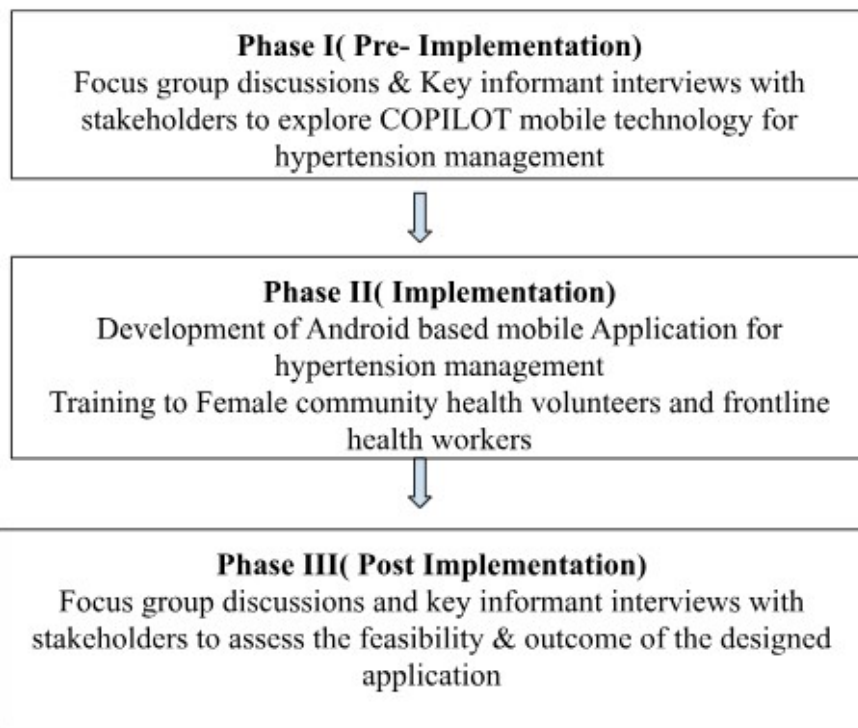 Phase I( Pre- Implementation)
Focus group discussions & Key informant interviews with
stakeholders to explore COPILOT mobile technology for
hypertension management
Phase II( Implementation)
Development of Android based mobile Application for
hypertension management
Training to Female community health volunteers and frontline
health workers
Phase III( Post Implementation)
Focus group discussions and key informant interviews with
stakeholders to assess the feasibility & outcome of the designed
application